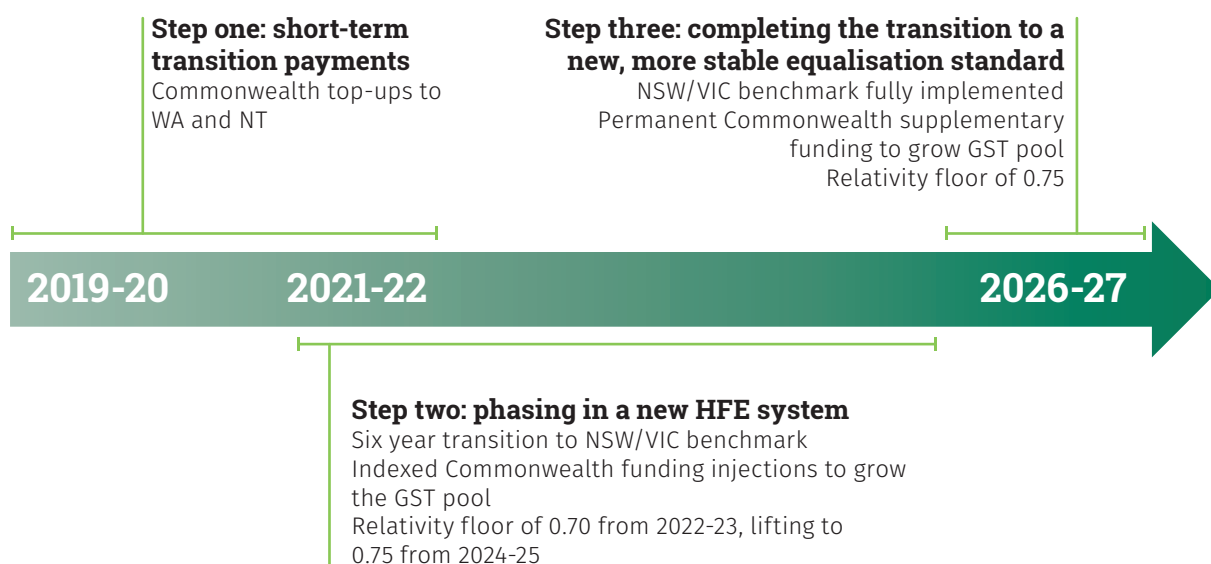 Step one: short-term
transition payments
Commonwealth top-ups to
WA and NT
Step three: completing the transition to a
new, more stable equalisation standard
NSW/VIC benchmark fully implemented
Permanent Commonwealth supplementary
funding to grow GST pool
Relativity floor of 0.75
2019-20
2021-22
2026-27
Step two: phasing in a new HFE system
Six year transition to NSW/VIC benchmark
Indexed Commonwealth funding injections to grow
the GST pool
Relativity floor of 0.70 from 2022-23, lifting to
0.75 from 2024-25